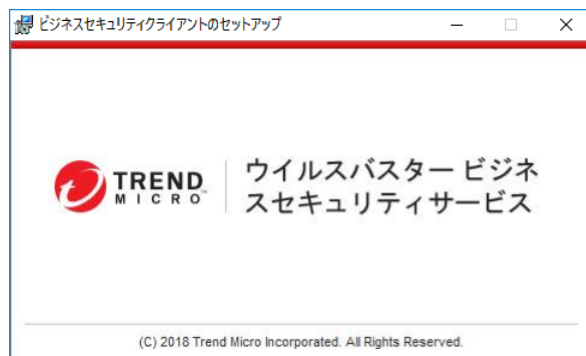 ビジネスセキュリティクライアントのセットアップ
TREND
MICRO™
ウイルスバスター ビジネ
スセキュリティサービス
(C) 2018 Trend Micro Incorporated. All Rights Reserved.